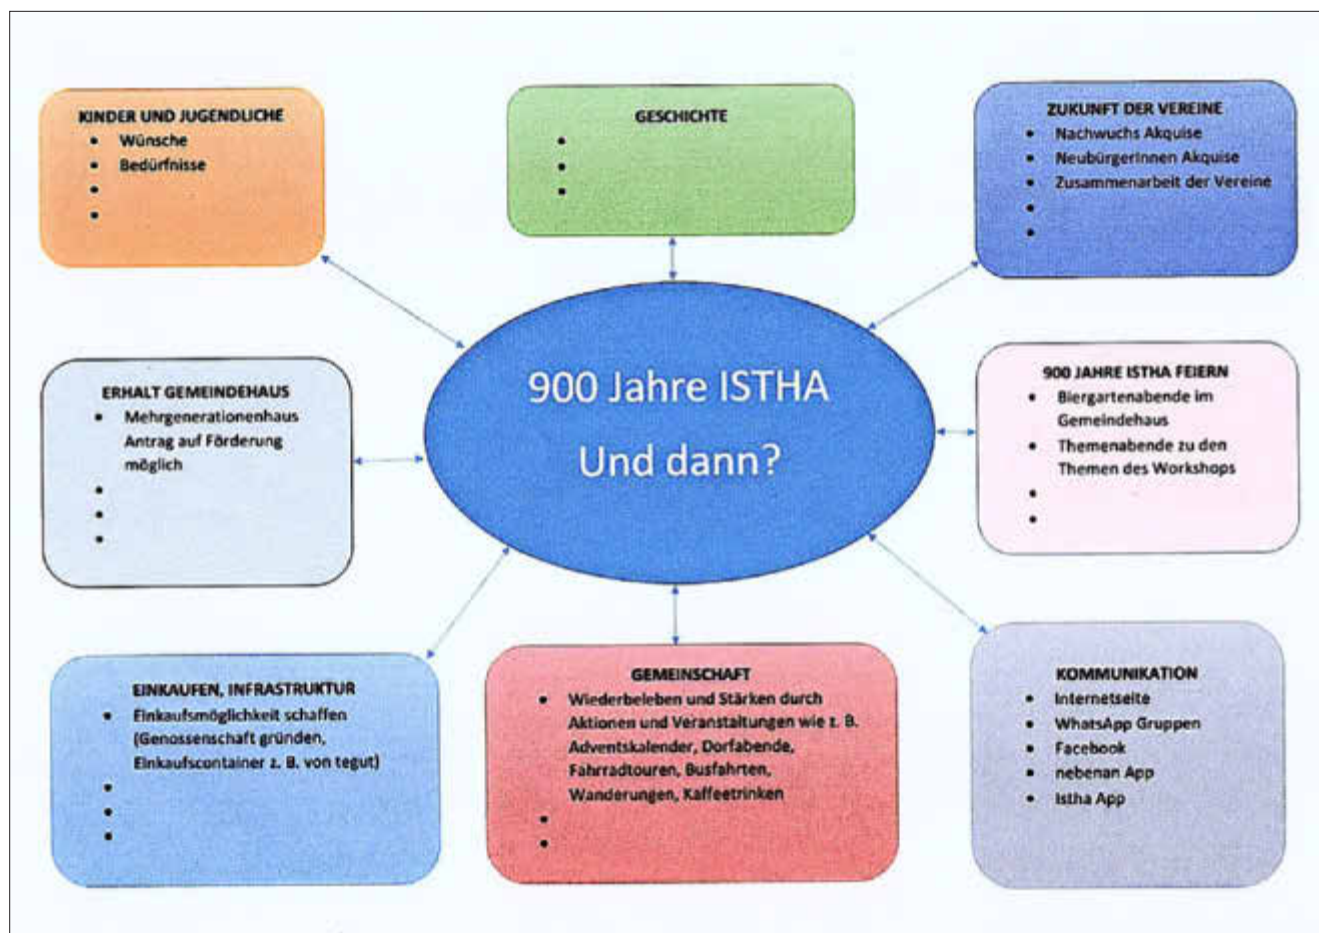 KINDER UND JUGENDLICHE
• Wünsche
• Bedürfnisse
•
•
GESCHICHTE
•
•
•
ZUKUNFT DER VEREINE
• Nachwuchs Akquise
• NeubürgerInnen Akquise
• Zusammenarbeit der Vereine
•
•
900 Jahre ISTHA
Und dann?
ERHALT GEMEINDEHAUS
• Mehrgenerationenhaus
Antrag auf Förderung
möglich
•
•
•
900 JAHRE ISTHA FEIERN
• Biergartenabende im
Gemeindehaus
• Themenabende zu den
Themen des Workshops
•
•
EINKAUFEN, INFRASTRUKTUR
• Einkaufsmöglichkeit schaffen
(Genossenschaft gründen,
Einkaufscontainer z. B. von tegut)
•
•
•
GEMEINSCHAFT
• Wiederbeleben und Stärken durch
Aktionen und Veranstaltungen wie z. B.
Adventskalender, Dorfabende,
Fahrradtouren, Busfahrten,
Wanderungen, Kaffeetrinken
•
•
KOMMUNIKATION
• Internetseite
• WhatsApp Gruppen
• Facebook
• nebenan App
• Istha App